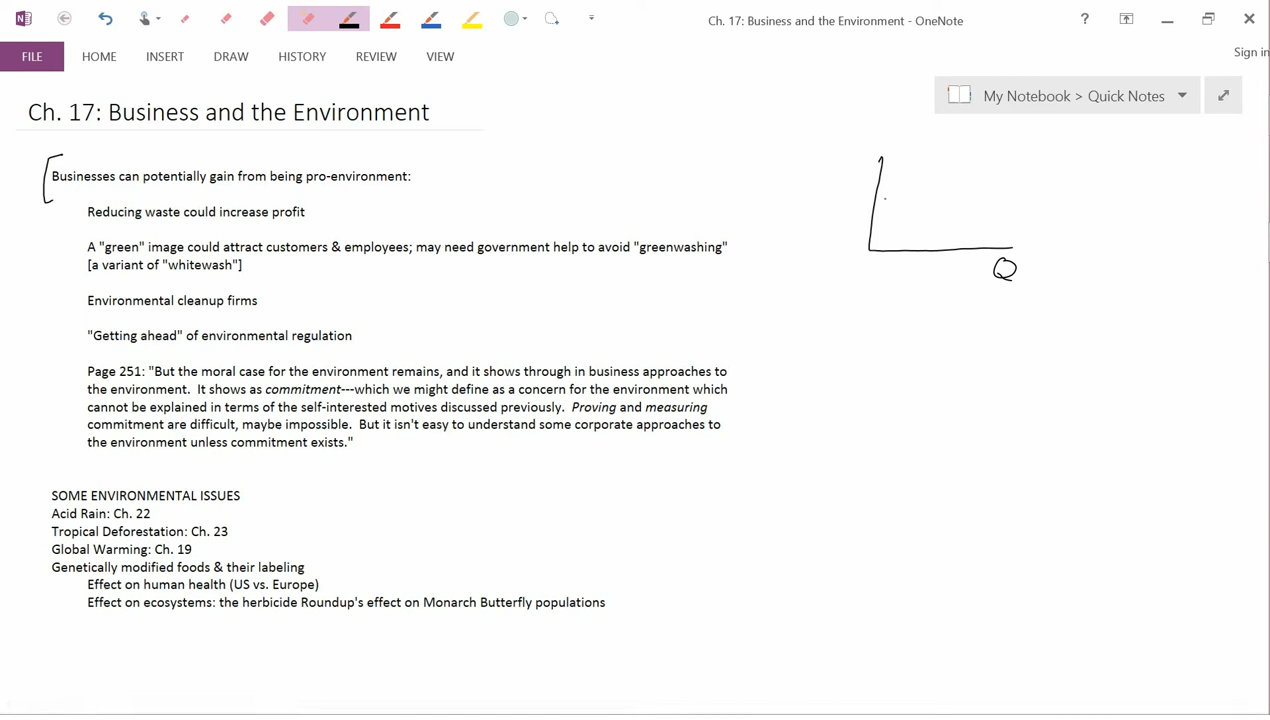 Ch. 17: Business and the Environment - OneNote
?
FILE HOME INSERT DRAW HISTORY REVIEW VIEW
Sign in
My Notebook > Quick Notes
Ch. 17: Business and the Environment
Businesses can potentially gain from being pro-environment:
Reducing waste could increase profit
A "green" image could attract customers & employees; may need government help to avoid "greenwashing"
[a variant of "whitewash"]
Environmental cleanup firms
"Getting ahead" of environmental regulation
Page 251: "But the moral case for the environment remains, and it shows through in business approaches to
the environment. It shows as commitment---which we might define as a concern for the environment which
cannot be explained in terms of the self-interested motives discussed previously. Proving and measuring
commitment are difficult, maybe impossible. But it isn't easy to understand some corporate approaches to
the environment unless commitment exists."
Q
SOME ENVIRONMENTAL ISSUES
Acid Rain: Ch. 22
Tropical Deforestation: Ch. 23
Global Warming: Ch. 19
Genetically modified foods & their labeling
Effect on human health (US vs. Europe)
Effect on ecosystems: the herbicide Roundup's effect on Monarch Butterfly populations